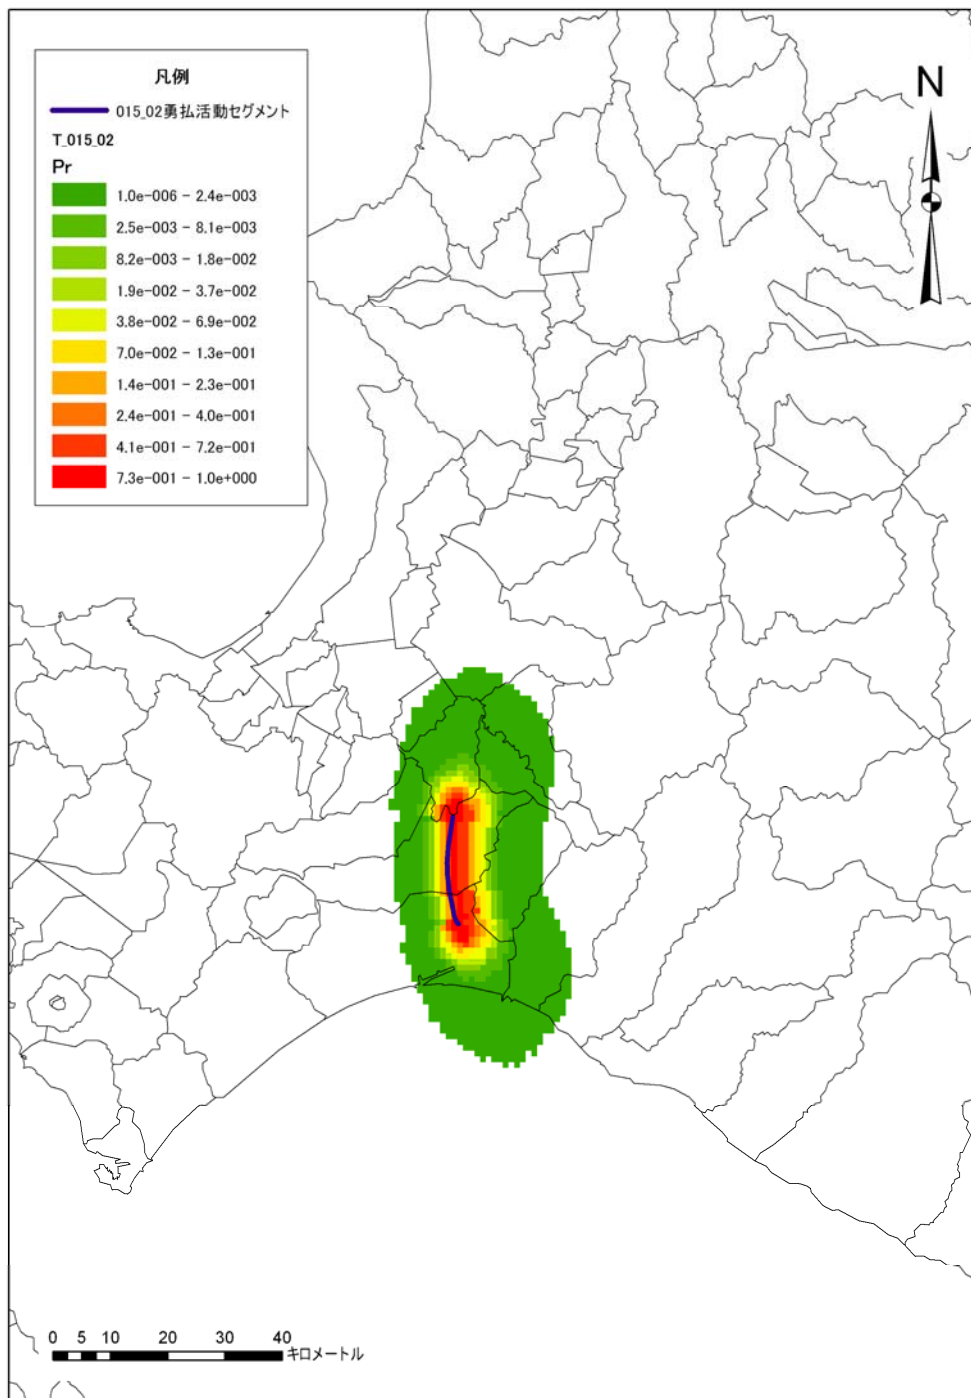 凡例
015_02勇払活動セグメント
T_015_02
Pr
1.0e-006 - 2.4e-003
2.5e-003 - 8.1e-003
8.2e-003 - 1.8e-002
1.9e-002 - 3.7e-002
3.8e-002 - 6.9e-002
7.0e-002 - 1.3e-001
1.4e-001 - 2.3e-001
2.4e-001 - 4.0e-001
4.1e-001 - 7.2e-001
7.3e-001 - 1.0e+000
N
0 5 10 20 30 40
キロメートル